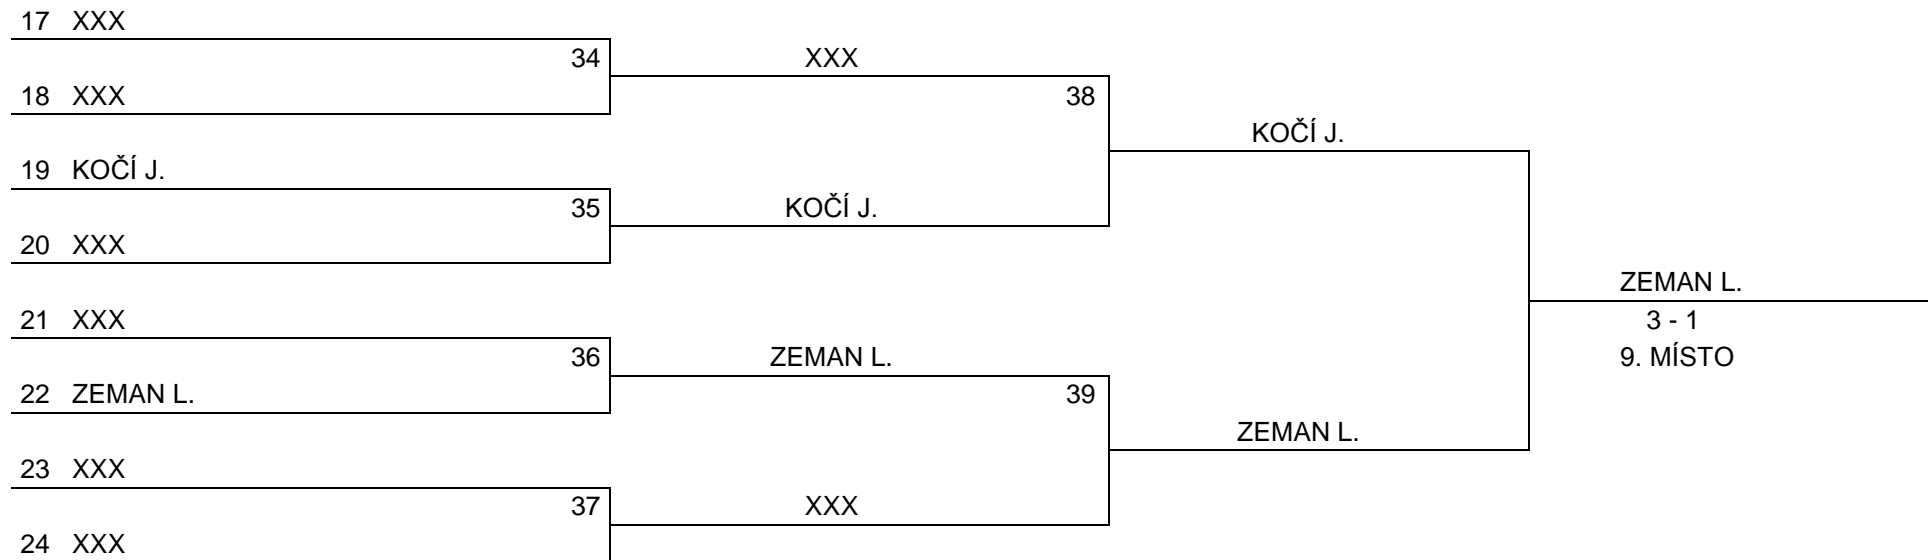 17 XXX
34
XXX
18 XXX
38
KOČÍ J.
19 KOČÍ J.
35
KOČÍ J.
20 XXX
ZEMAN L.
21 XXX
3 - 1
36
ZEMAN L.
9. MÍSTO
22 ZEMAN L.
39
ZEMAN L.
23 XXX
37
XXX
24 XXX